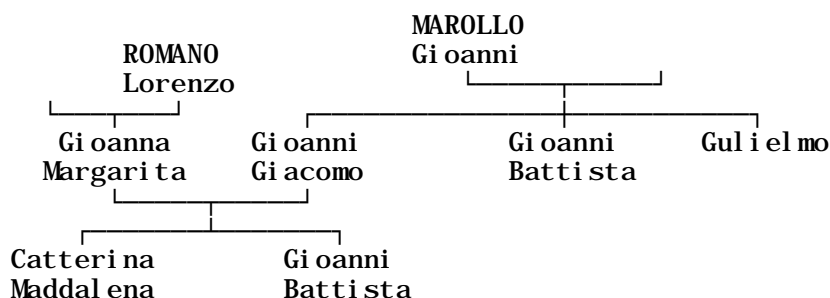 MAROLLO
ROMANO Gioanni
Lorenzo
Gioanna Gioanni Gioanni Gulielmo
Margarita Giacomo Battista
Catterina Gioanni
Maddalena Battista